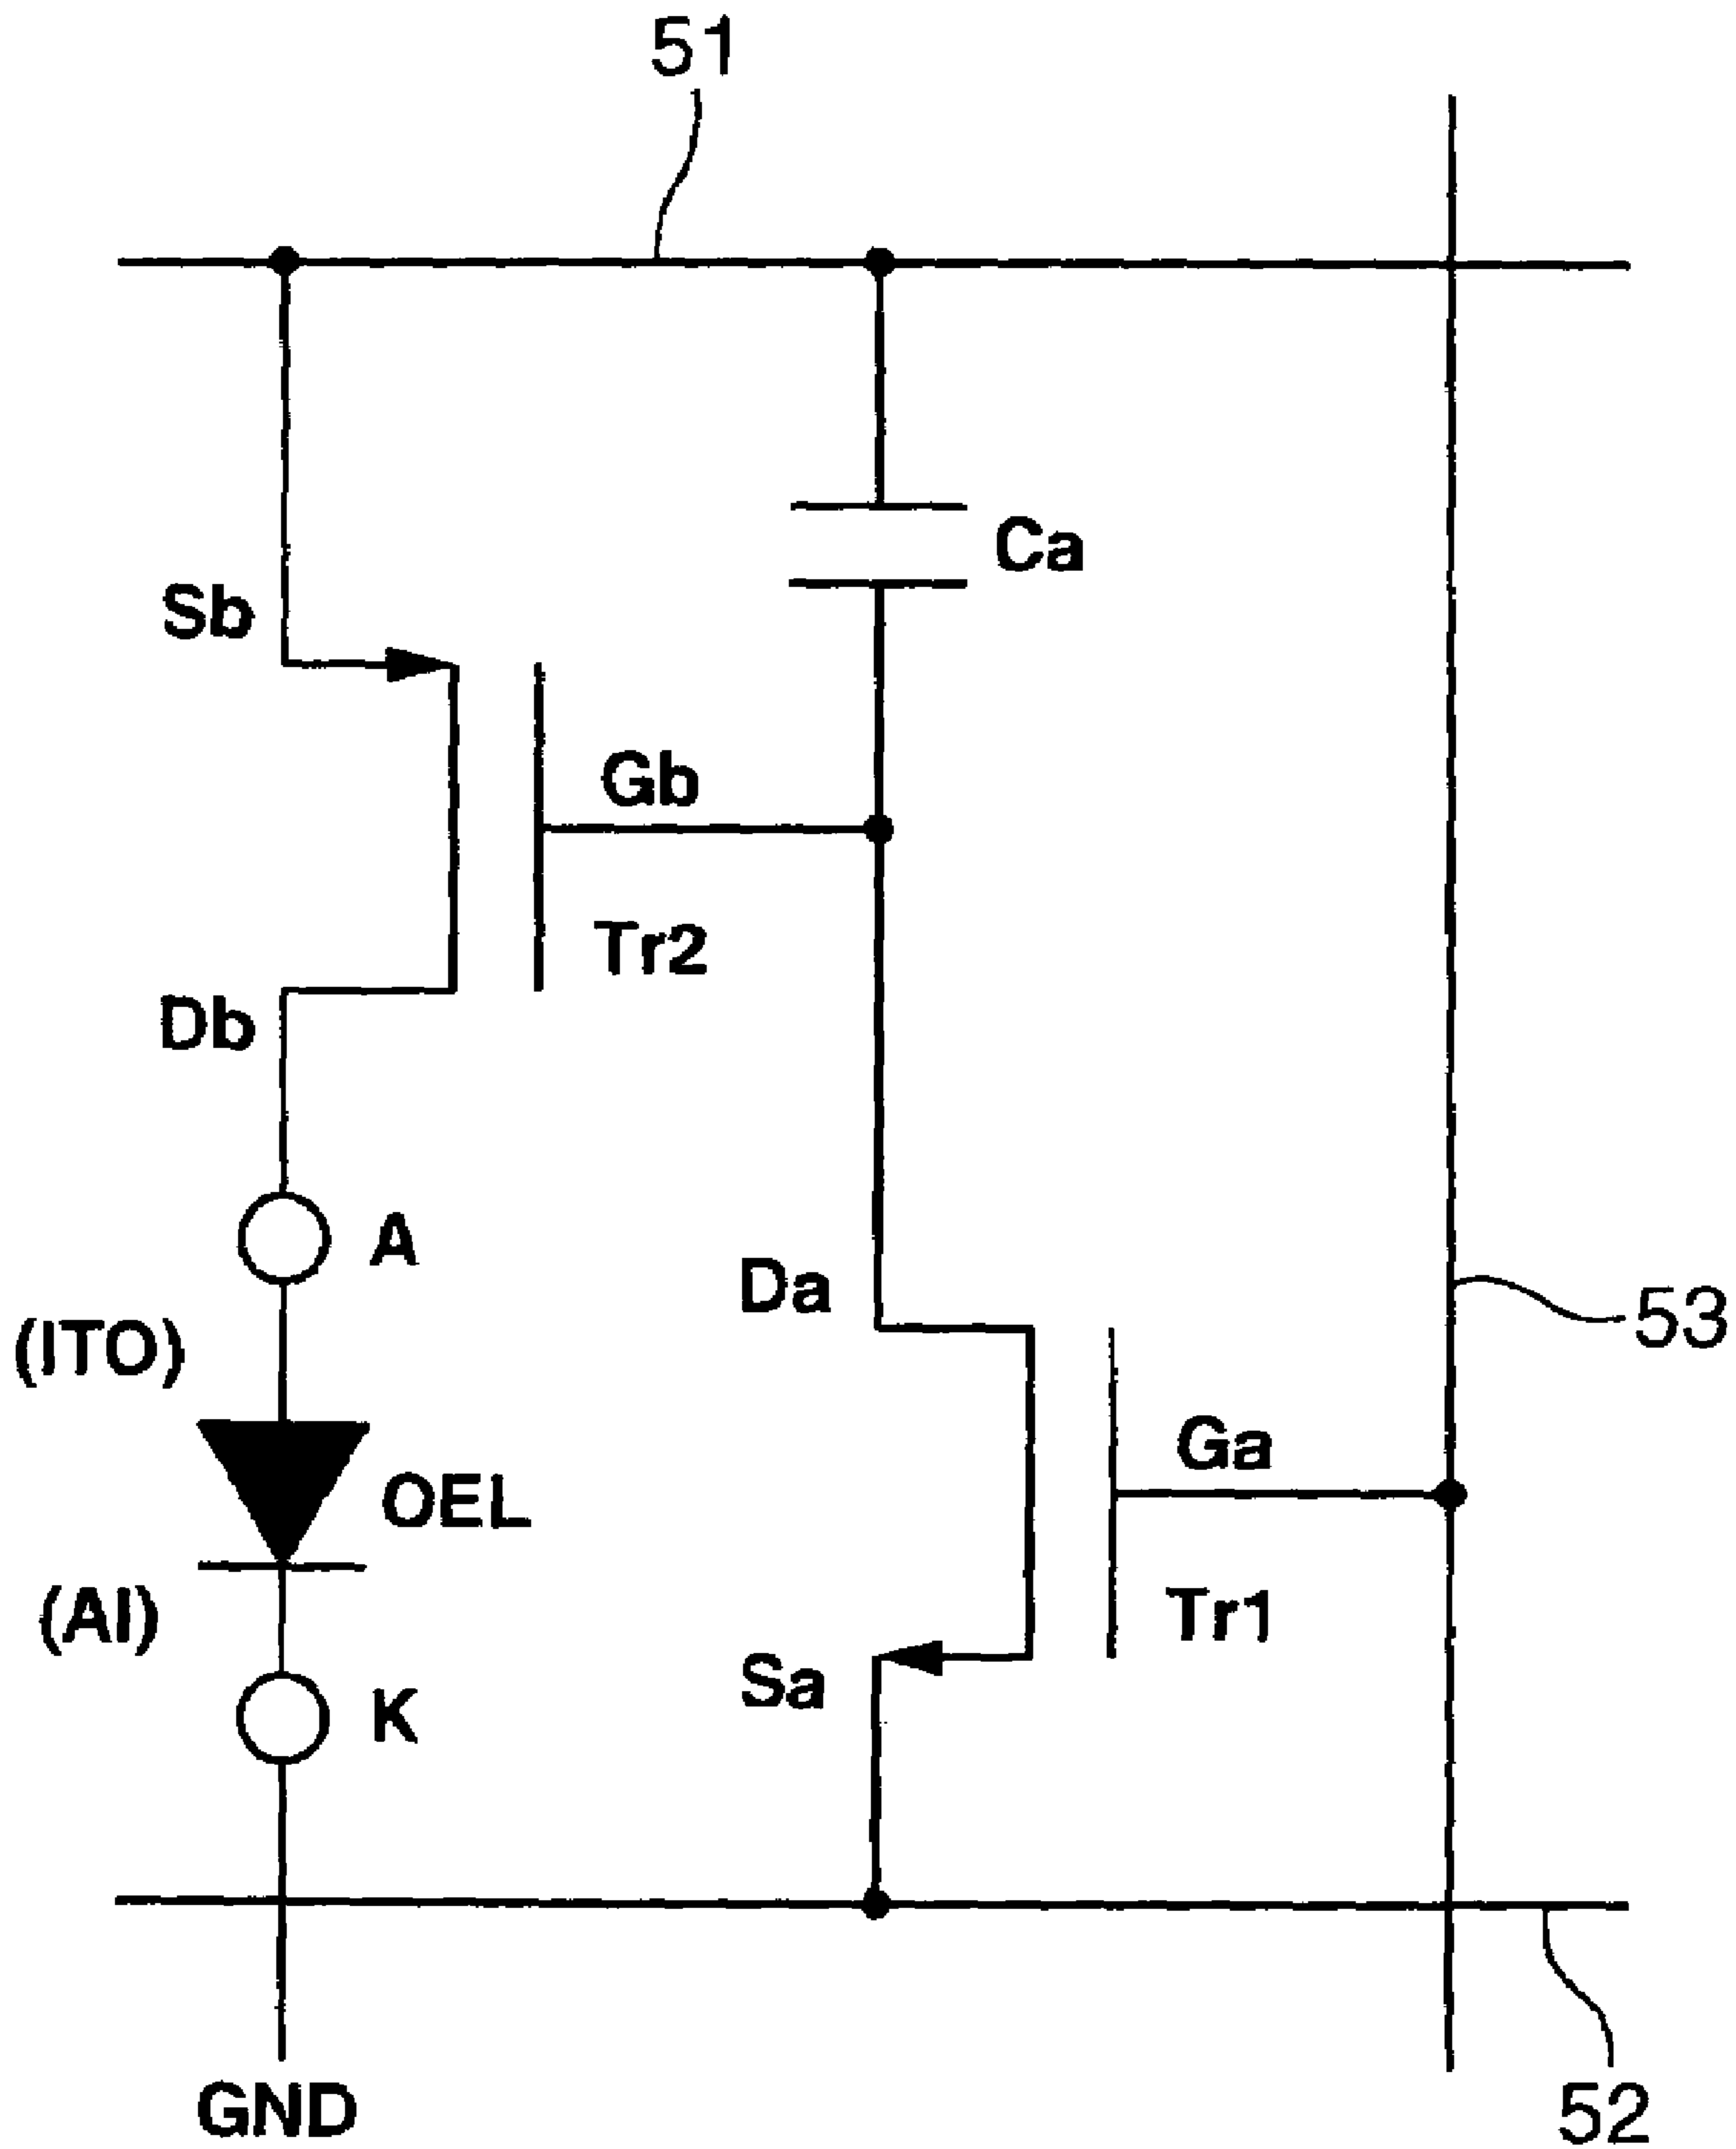 51
Ca
Sb
Gb
Tr2
Db
A
Da
53
(ITO)
Ga
OEL
(Al)
Tr1
Sa
K
GND
52